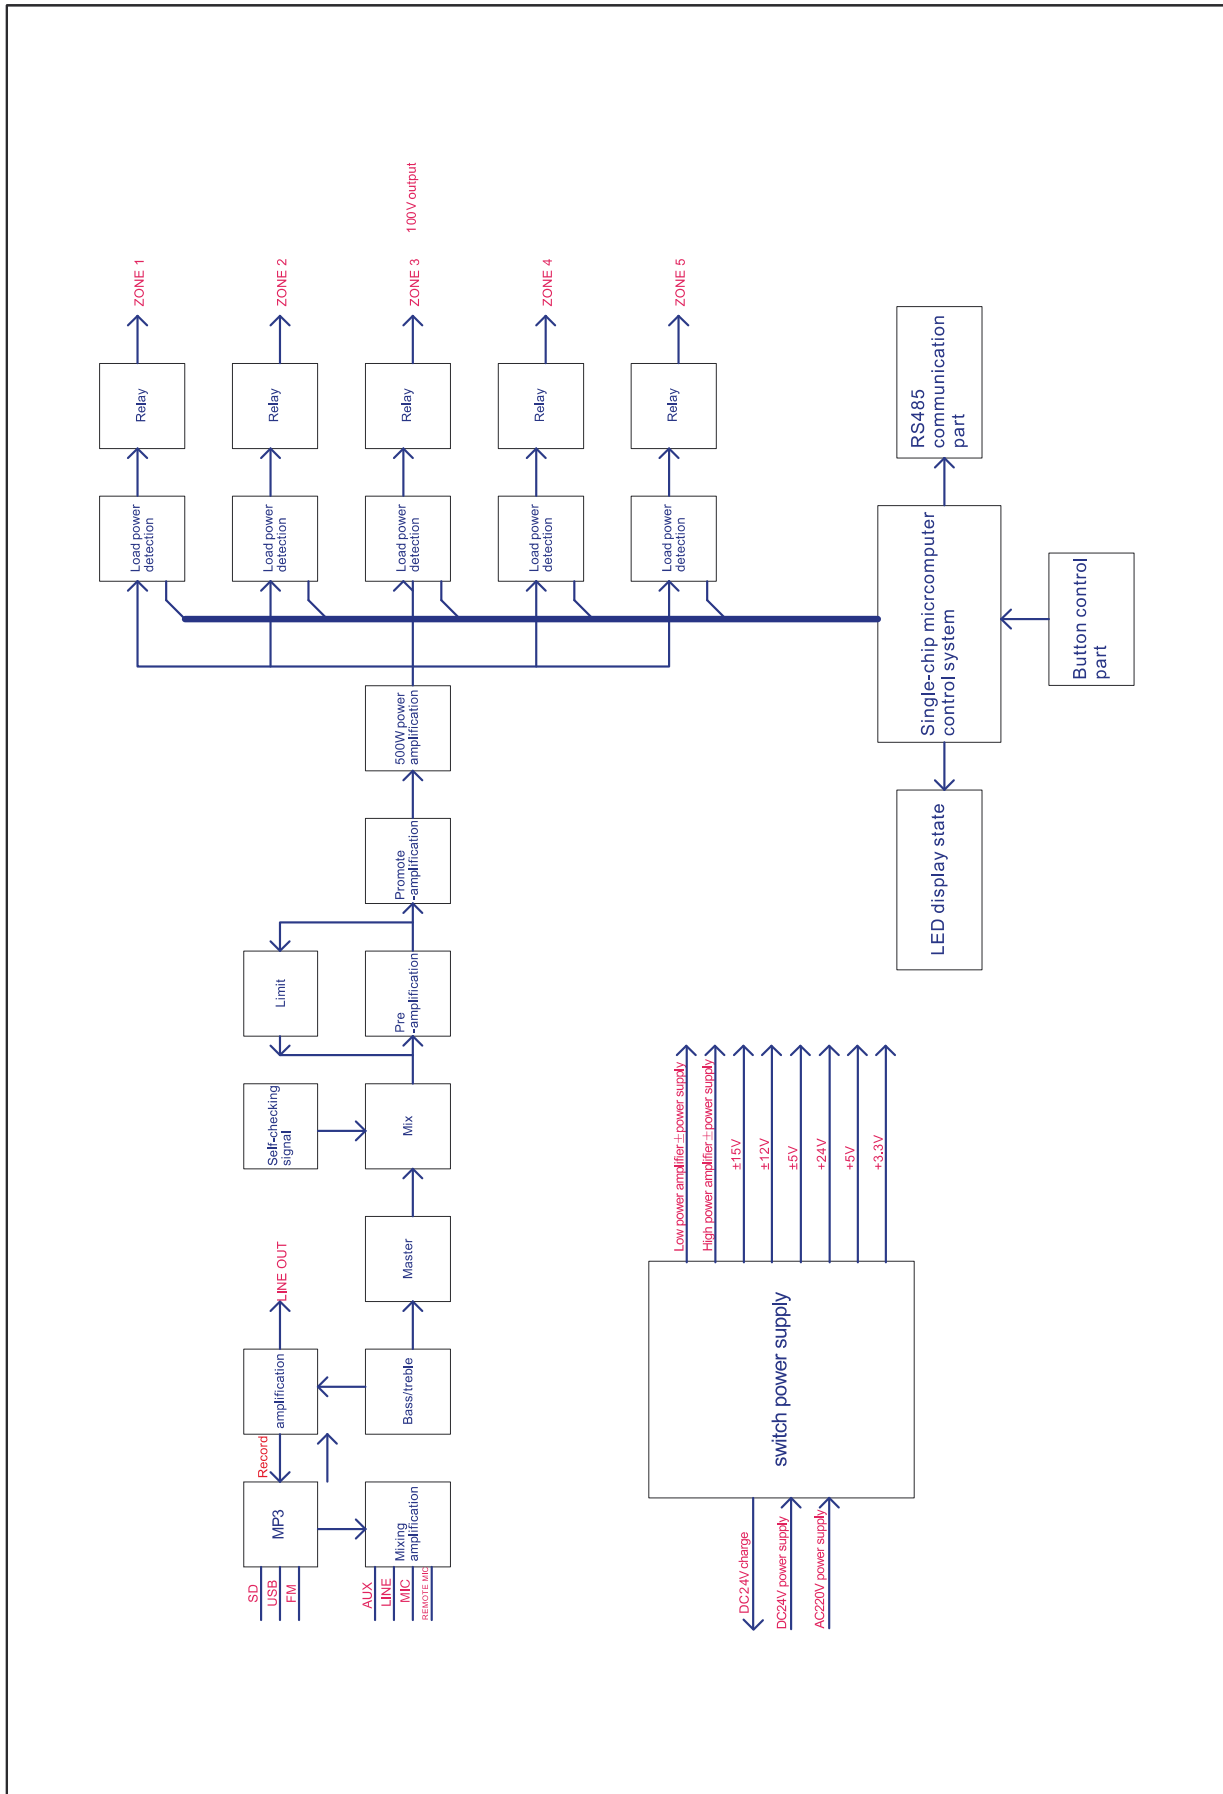 ZONE 1
ZONE 2
ZONE 3
100V output
ZONE 4
ZONE 5
Relay
Relay
Relay
Relay
Relay
Load power
detection
Load power
detection
Load power
detection
Load power
detection
Load power
detection
500W power
amplification
Promote
-amplification
Limit
Pre
-amplification
Self-checking
signal
Mix
Master
LINE OUT
amplification
Bass/treble
Record
MP3
Mixing
amplification
SD
USB
FM
AUX
LINE
MIC
REMOTE MIC
RS485
communication
part
Single-chip micrcomputer
control system
Button control
part
LED display state
Low power amplifier±power supply
High power amplifier±power supply
±15V
±12V
±5V
+24V
+5V
+3.3V
switch power supply
DC24V charge
DC24V power supply
AC220V power supply